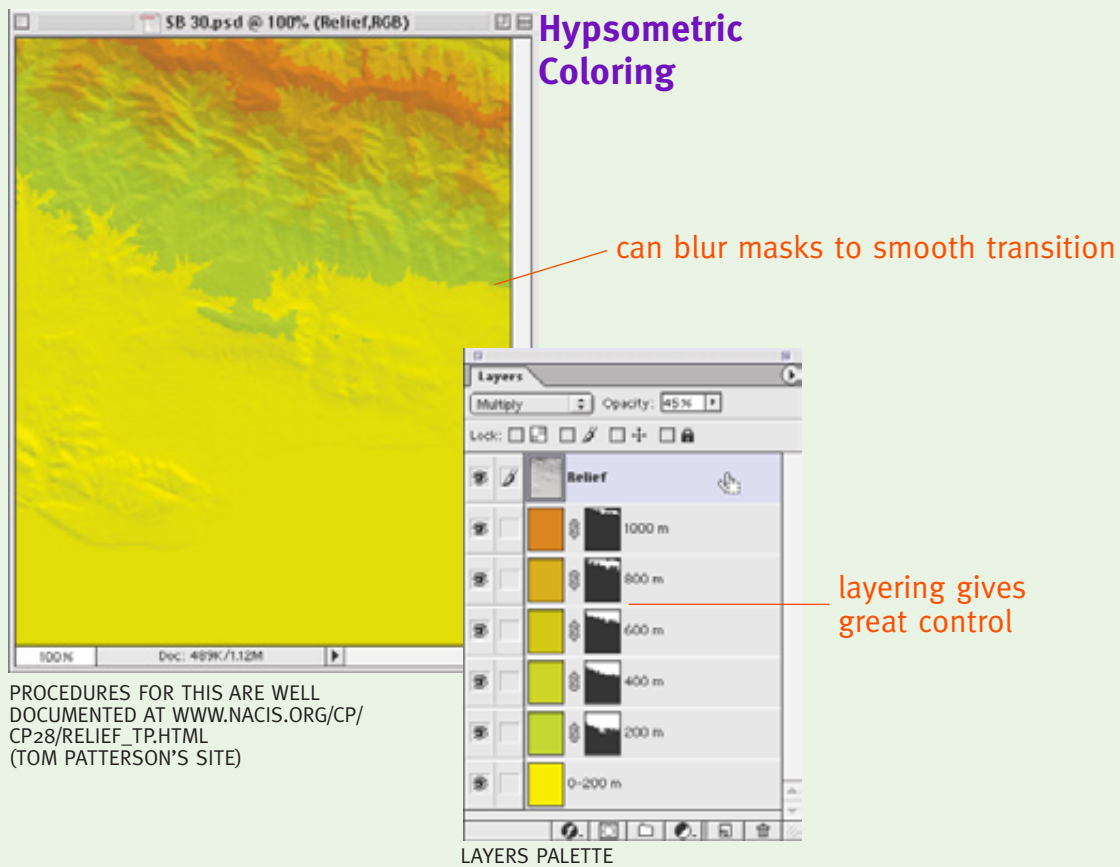 SB 30.psd @ 100% (Relief,RGB)
Hypsometric
Coloring
can blur masks to smooth transition
100%
Doc: 489K/1.12M
PROCEDURES FOR THIS ARE WELL
DOCUMENTED AT WWW.NACIS.ORG/CP/
CP28/RELIEF_TP.HTML
(TOM PATTERSON'S SITE)
Layers
Multiply Opacity: 45%
Lock:
Relief
1000 m
800 m
600 m
400 m
200 m
0-200 m
layering gives
great control
LAYERS PALETTE